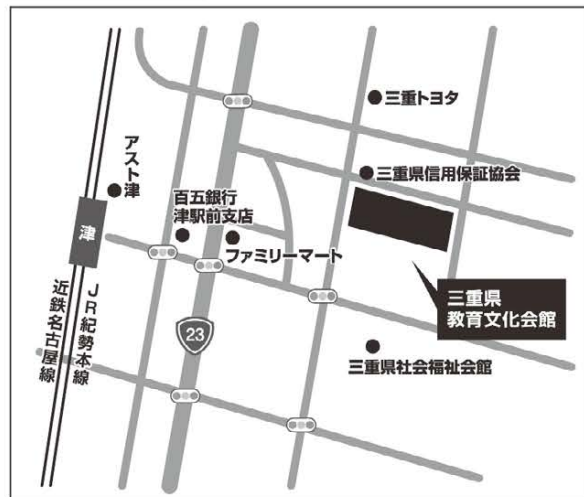 三重トヨタ
アスト津
三重県信用保証協会
百五銀行
津駅前支店
ファミリーマート
津
三重県
教育文化会館
JR紀勢本線
近鉄名古屋線
23
三重県社会福祉会館